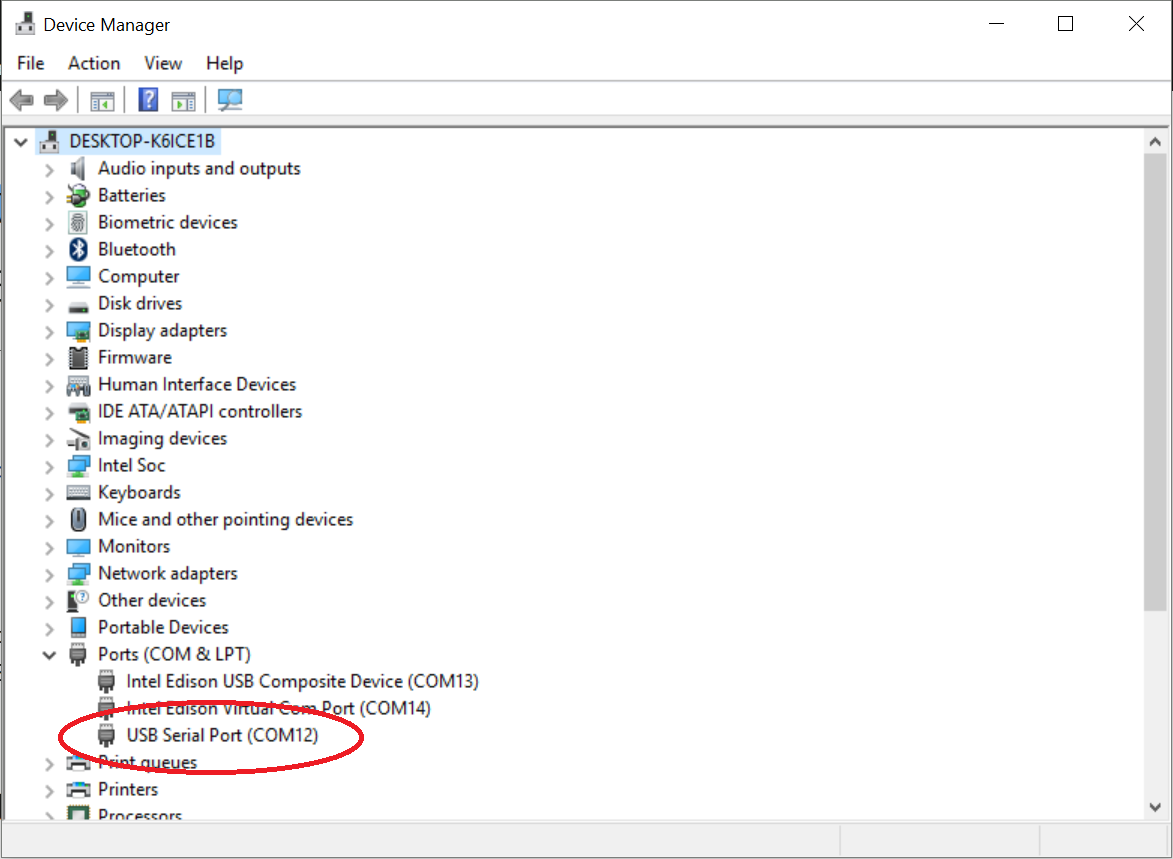 Device Manager
File Action View Help
DESKTOP-K6ICE1B
Audio inputs and outputs
Batteries
Biometric devices
Bluetooth
Computer
Disk drives
Display adapters
Firmware
Human Interface Devices
IDE ATA/ATAPI controllers
Imaging devices
Intel Soc
Keyboards
Mice and other pointing devices
Monitors
Network adapters
Other devices
Portable Devices
Ports (COM & LPT)
Intel Edison USB Composite Device (COM13)
Intel Edison Virtual Com Port (COM14)
USB Serial Port (COM12)
Print queues
Printers
Processors